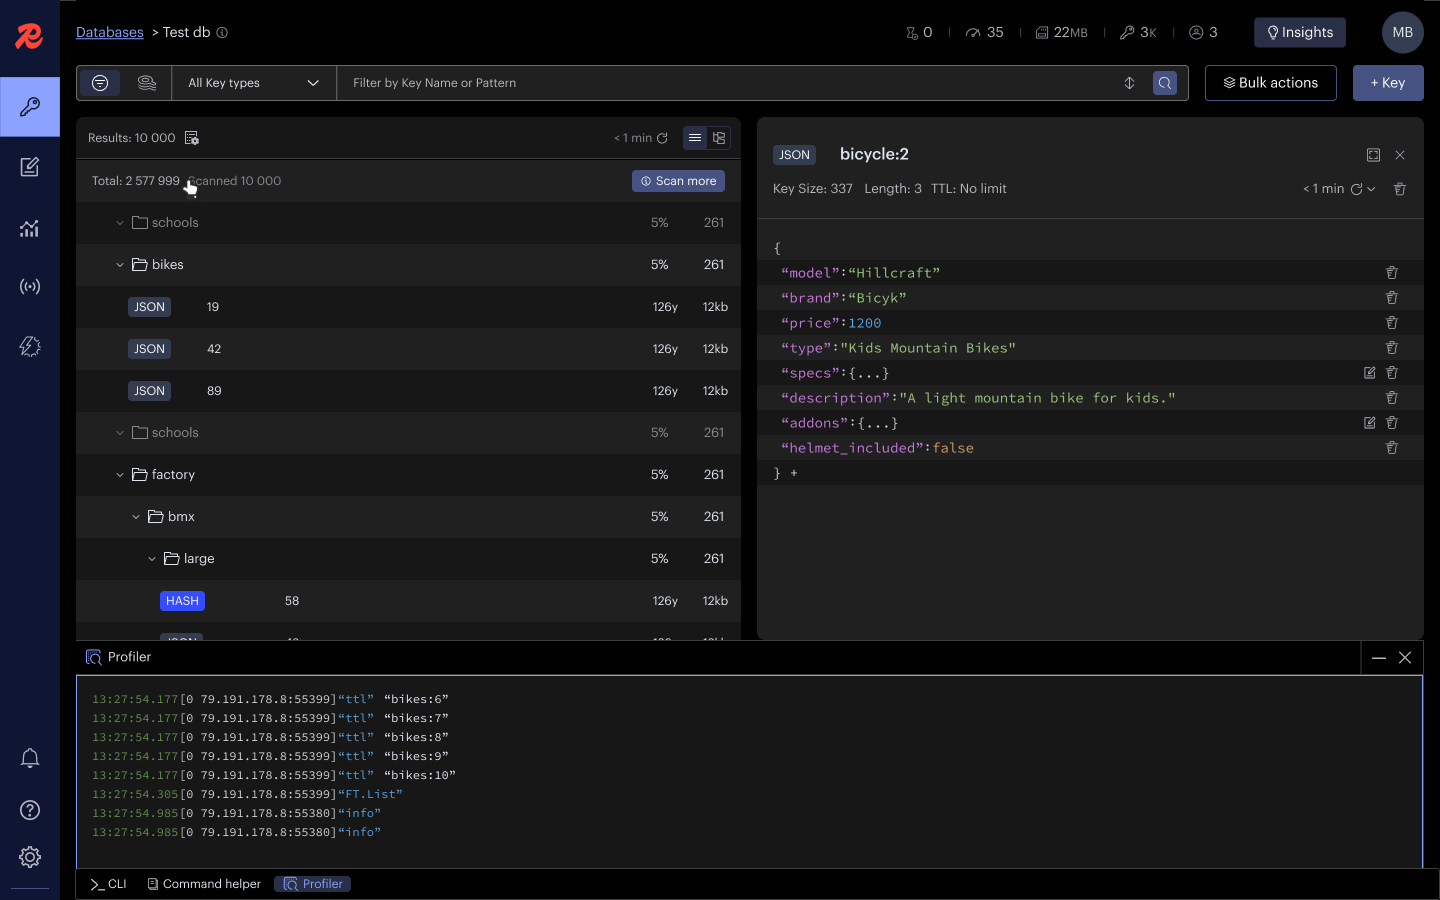 Databases > Test db
0
35
22MB
3K
3
Insights
MB
All Key types
Filter by Key Name or Pattern
Bulk actions
+ Key
Results: 10 000
< 1 min
Total: 2 577 999 Scanned 10 000
Scan more
schools 5% 261
bikes 5% 261
JSON 19 126y 12kb
JSON 42 126y 12kb
JSON 89 126y 12kb
schools 5% 261
factory 5% 261
bmx 5% 261
large 5% 261
HASH 58 126y 12kb
JSON
bicycle:2
Key Size: 337 Length: 3 TTL: No limit
< 1 min
{
“model”:“Hillcraft”
“brand”:“Bicyk”
“price”:1200
“type”:"Kids Mountain Bikes"
“specs”:{...}
“description”:"A light mountain bike for kids."
“addons”:{...}
“helmet_included”:false
} +
Profiler
13:27:54.177[0 79.191.178.8:55399]“ttl” “bikes:6”
13:27:54.177[0 79.191.178.8:55399]“ttl” “bikes:7”
13:27:54.177[0 79.191.178.8:55399]“ttl” “bikes:8”
13:27:54.177[0 79.191.178.8:55399]“ttl” “bikes:9”
13:27:54.177[0 79.191.178.8:55399]“ttl” “bikes:10”
13:27:54.305[0 79.191.178.8:55399]“FT.List”
13:27:54.985[0 79.191.178.8:55380]“info”
13:27:54.985[0 79.191.178.8:55380]“info”
CLI
Command helper
Profiler